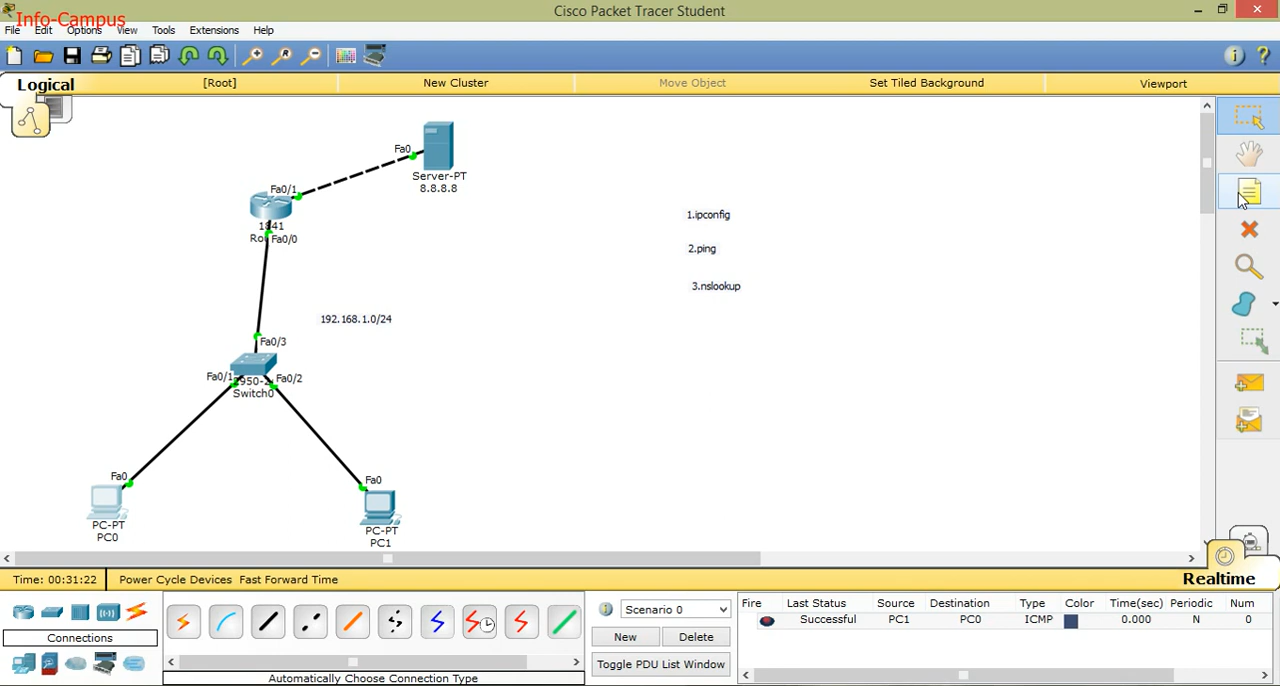 Cisco Packet Tracer Student
Info-Campus
File Edit Options View Tools Extensions Help
Logical
[Root]
New Cluster
Move Object
Set Tiled Background
Viewport
Fa0
Server-PT
8.8.8.8
Fa0/1
1841
Fa0/0
1.ipconfig
2.ping
3.nslookup
192.168.1.0/24
Fa0/3
Fa0/1
Fa0/2
Switch0
Fa0
PC-PT
PC0
Fa0
PC-PT
PC1
Realtime
Time: 00:31:22
Power Cycle Devices Fast Forward Time
Connections
Automatically Choose Connection Type
Scenario 0
New
Delete
Toggle PDU List Window
Fire Last Status Source Destination Type Color Time(sec) Periodic Num
Successful PC1 PC0 ICMP 0.000 N 0